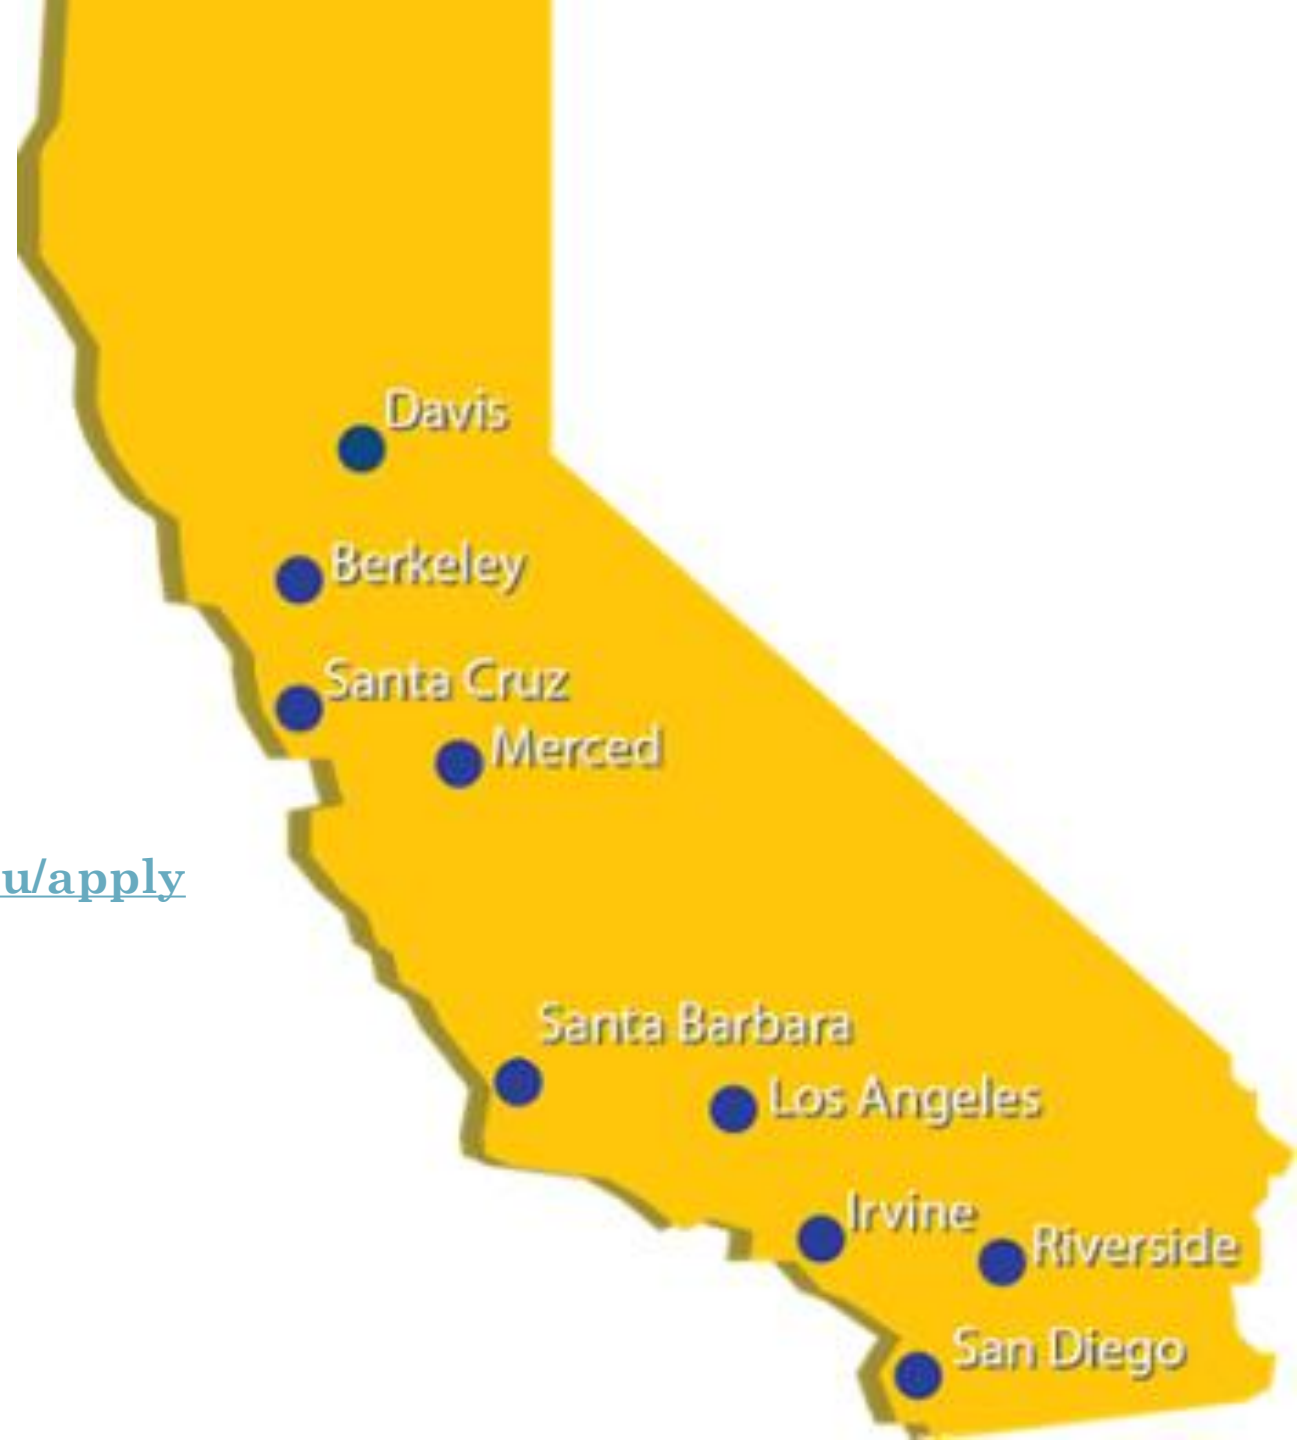 Davis
Berkeley
Santa Cruz
Merced
u/apply
Santa Barbara
Los Angeles
Irvine
Riverside
San Diego